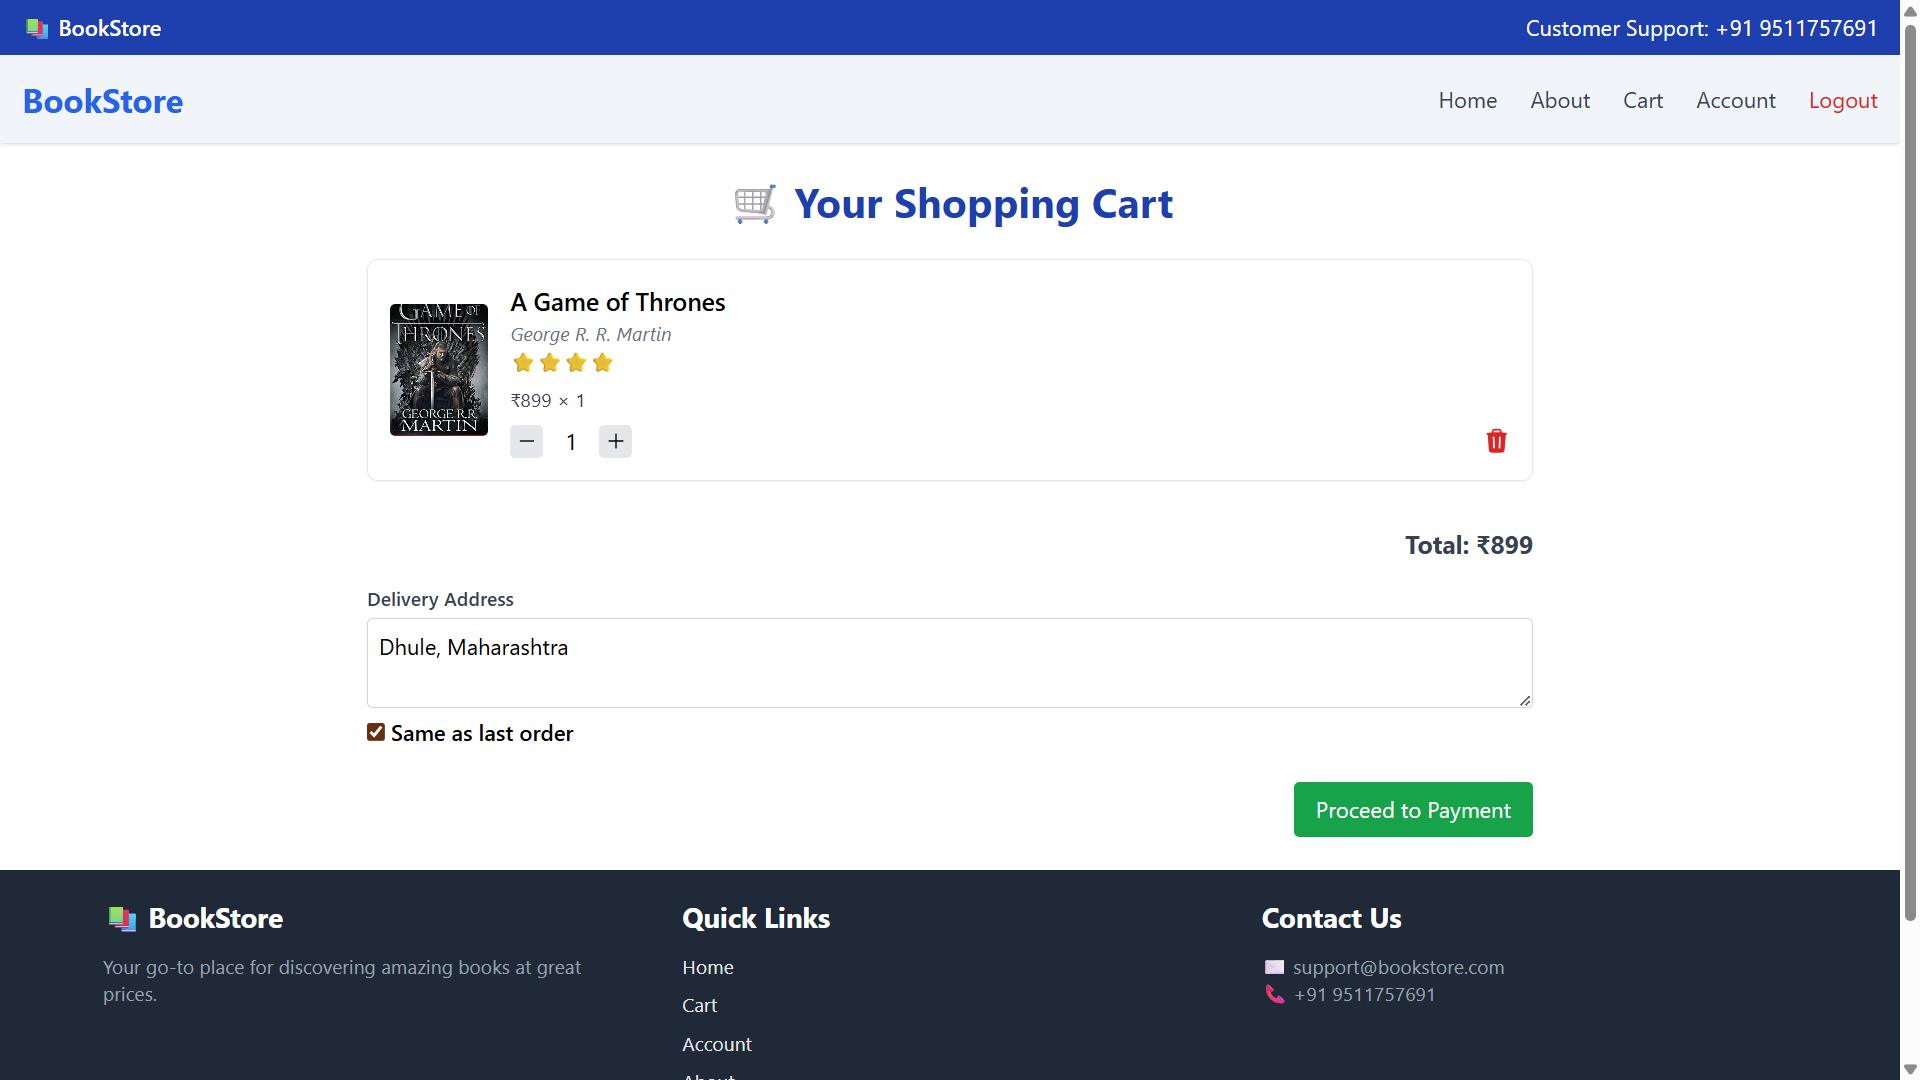 BookStore
Customer Support: +91 9511757691
BookStore
Home About Cart Account Logout
Your Shopping Cart
GAME OF
THRONES
GEORGE R.R.
MARTIN
A Game of Thrones
George R. R. Martin
₹899 × 1
1
Total: ₹899
Delivery Address
Dhule, Maharashtra
Same as last order
Proceed to Payment
BookStore
Your go-to place for discovering amazing books at great
prices.
Quick Links
Home
Cart
Account
About
Contact Us
support@bookstore.com
+91 9511757691